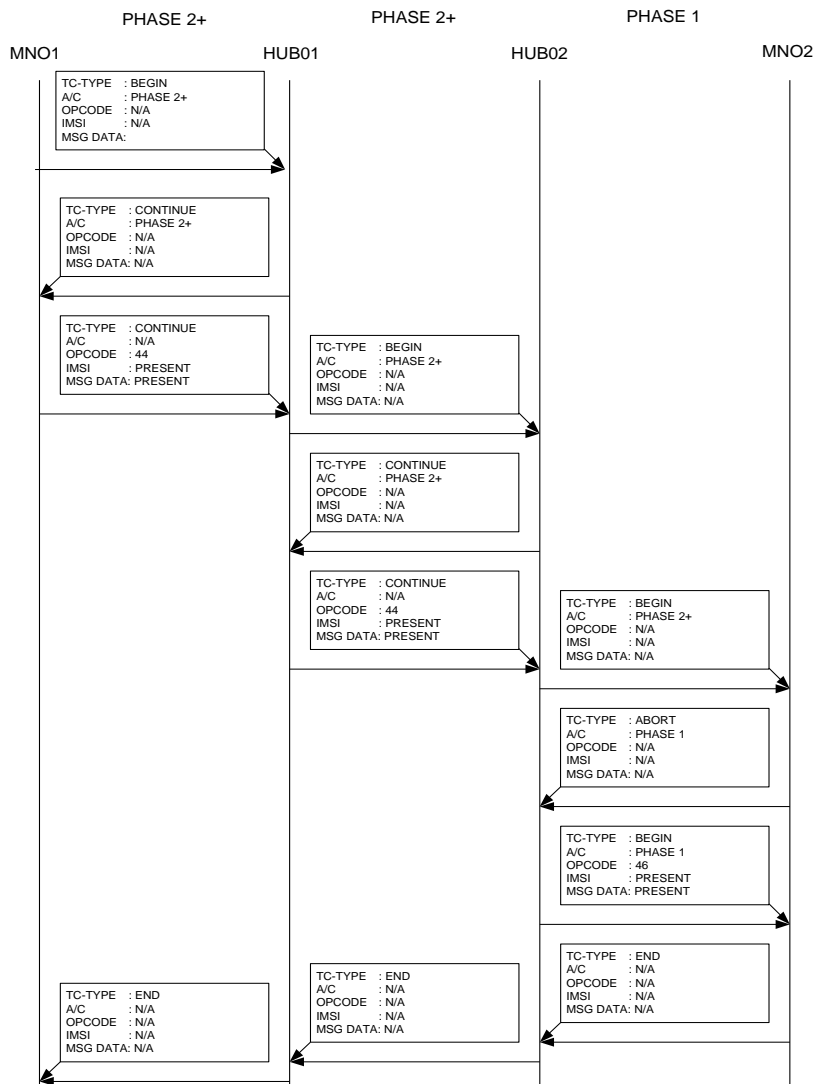 PHASE 2+ PHASE 2+ PHASE 1
MNO1 HUB01 HUB02 MNO2
TC-TYPE : BEGIN
A/C : PHASE 2+
OPCODE : N/A
IMSI : N/A
MSG DATA:
TC-TYPE : CONTINUE
A/C : PHASE 2+
OPCODE : N/A
IMSI : N/A
MSG DATA: N/A
TC-TYPE : CONTINUE
A/C : N/A
OPCODE : 44
IMSI : PRESENT
MSG DATA: PRESENT
TC-TYPE : BEGIN
A/C : PHASE 2+
OPCODE : N/A
IMSI : N/A
MSG DATA: N/A
TC-TYPE : CONTINUE
A/C : PHASE 2+
OPCODE : N/A
IMSI : N/A
MSG DATA: N/A
TC-TYPE : CONTINUE
A/C : N/A
OPCODE : 44
IMSI : PRESENT
MSG DATA: PRESENT
TC-TYPE : BEGIN
A/C : PHASE 2+
OPCODE : N/A
IMSI : N/A
MSG DATA: N/A
TC-TYPE : ABORT
A/C : PHASE 1
OPCODE : N/A
IMSI : N/A
MSG DATA: N/A
TC-TYPE : BEGIN
A/C : PHASE 1
OPCODE : 46
IMSI : PRESENT
MSG DATA: PRESENT
TC-TYPE : END
A/C : N/A
OPCODE : N/A
IMSI : N/A
MSG DATA: N/A
TC-TYPE : END
A/C : N/A
OPCODE : N/A
IMSI : N/A
MSG DATA: N/A
TC-TYPE : END
A/C : N/A
OPCODE : N/A
IMSI : N/A
MSG DATA: N/A